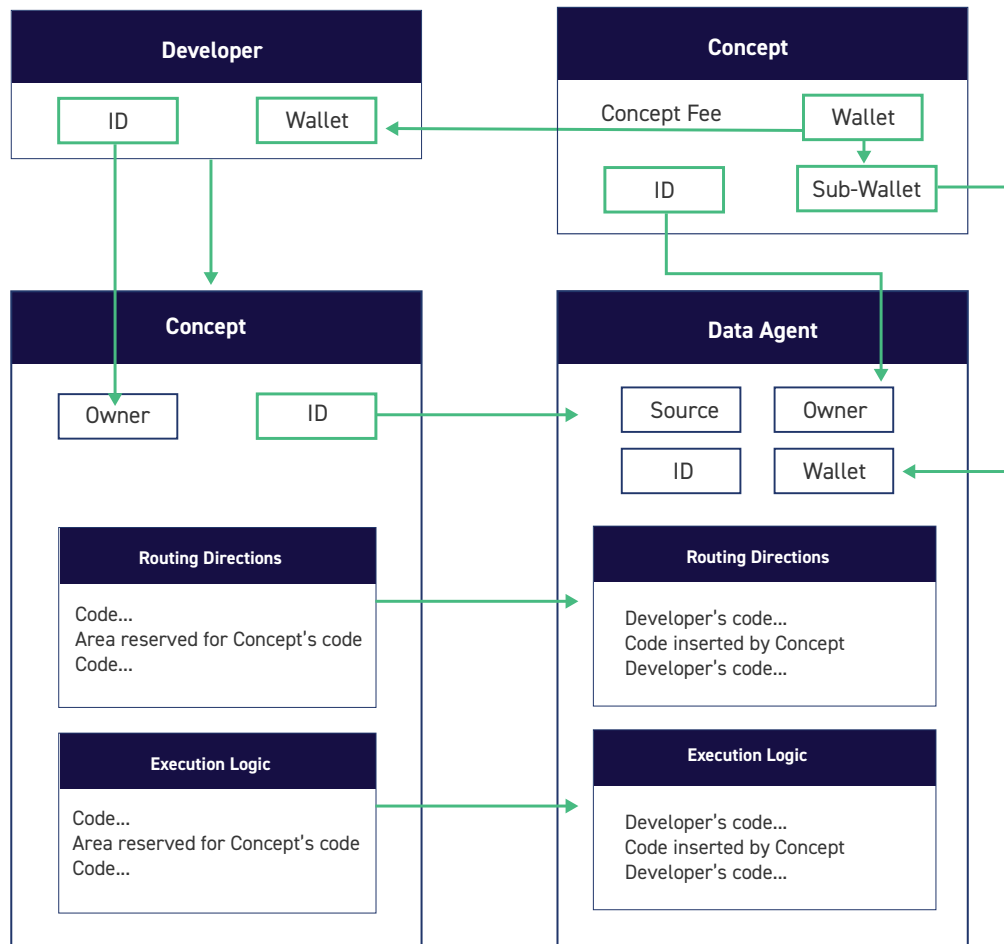 Developer
ID
Wallet
Concept
Concept Fee
Wallet
ID
Sub-Wallet
Concept
Owner
ID
Routing Directions
Code...
Area reserved for Concept's code
Code...
Execution Logic
Code...
Area reserved for Concept's code
Code...
Data Agent
Source
Owner
ID
Wallet
Routing Directions
Developer's code...
Code inserted by Concept
Developer's code...
Execution Logic
Developer's code...
Code inserted by Concept
Developer's code...